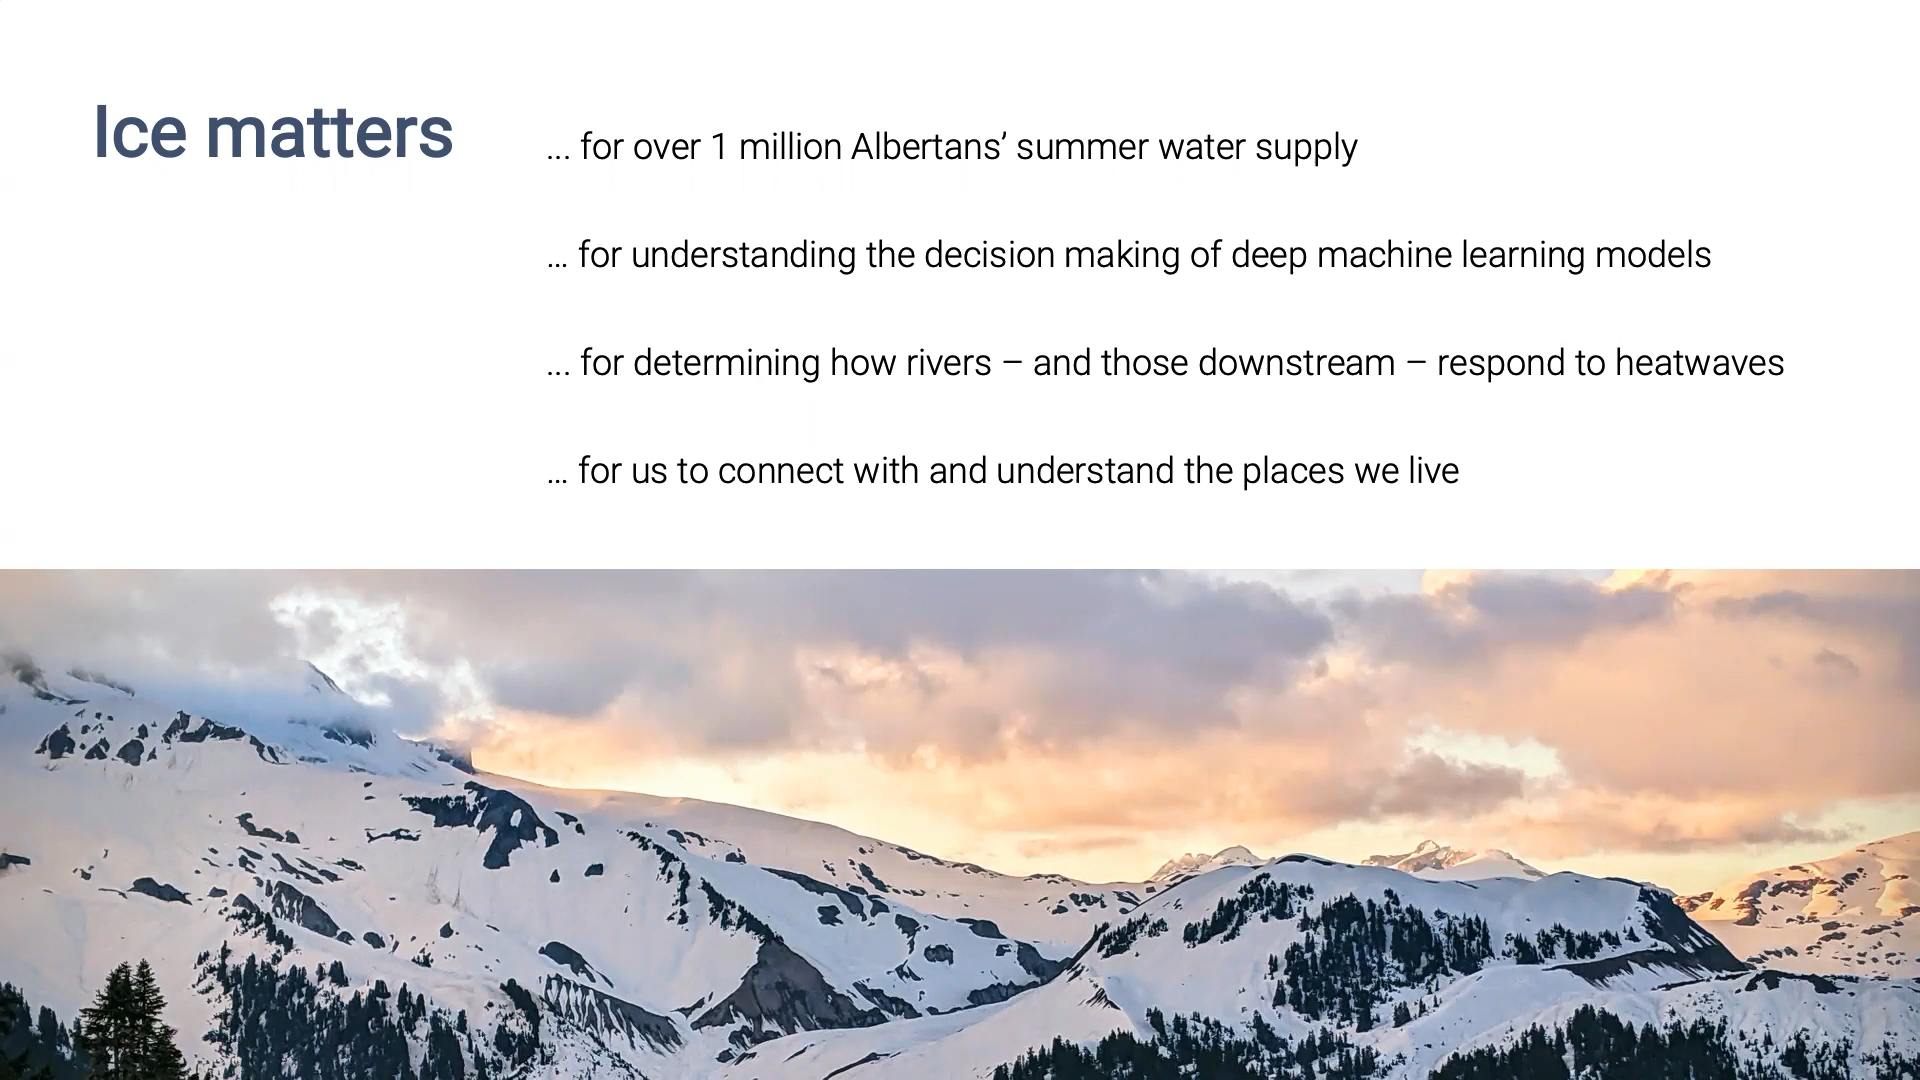 Ice matters
... for over 1 million Albertans’ summer water supply
... for understanding the decision making of deep machine learning models
... for determining how rivers – and those downstream – respond to heatwaves
... for us to connect with and understand the places we live